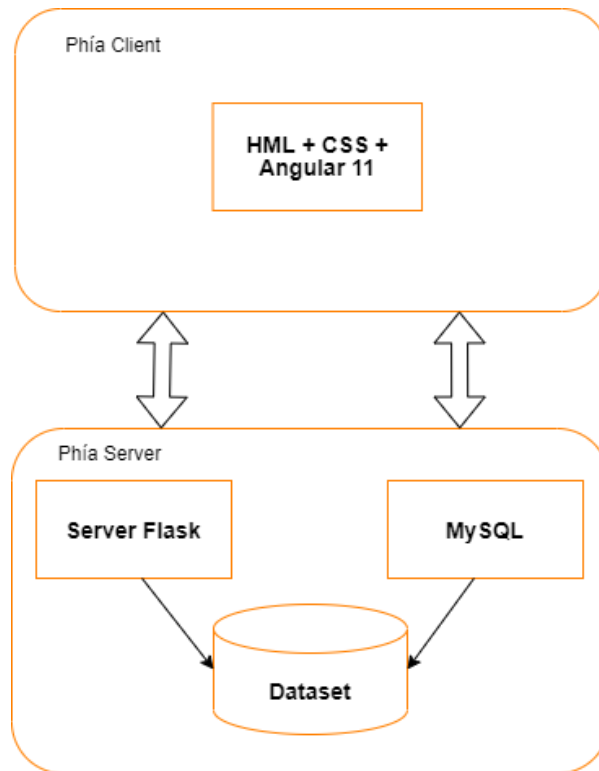 Phía Client
HML + CSS +
Angular 11
Phía Server
Server Flask
MySQL
Dataset